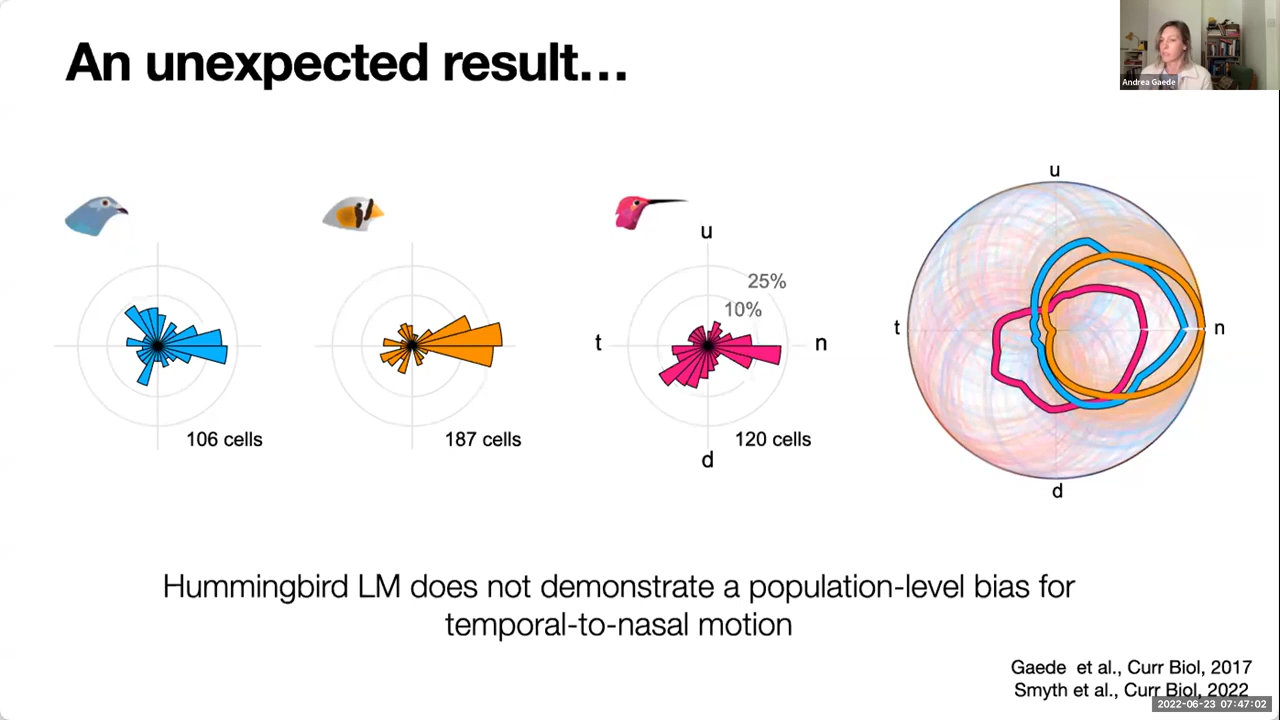 An unexpected result...
Andrea Gaede
u
25%
10%
t
n
106 cells
187 cells
120 cells
d
u
t
n
d
Hummingbird LM does not demonstrate a population-level bias for
temporal-to-nasal motion
Gaede et al., Curr Biol, 2017
Smyth et al., Curr Biol, 2022
2022-06-23 07:47:02